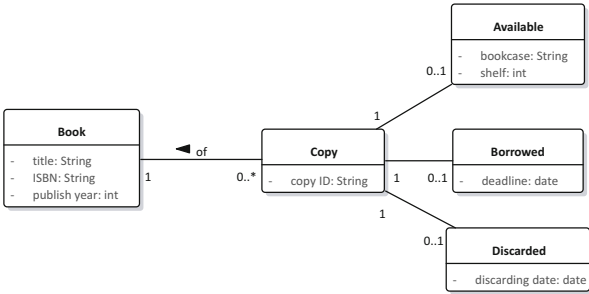 Available
- bookcase: String
- shelf: int
0..1
1
Book
- title: String
- ISBN: String
- publish year: int
◄ of
1
0..*
Copy
- copy ID: String
1
0..1
Borrowed
- deadline: date
1
0..1
Discarded
- discarding date: date